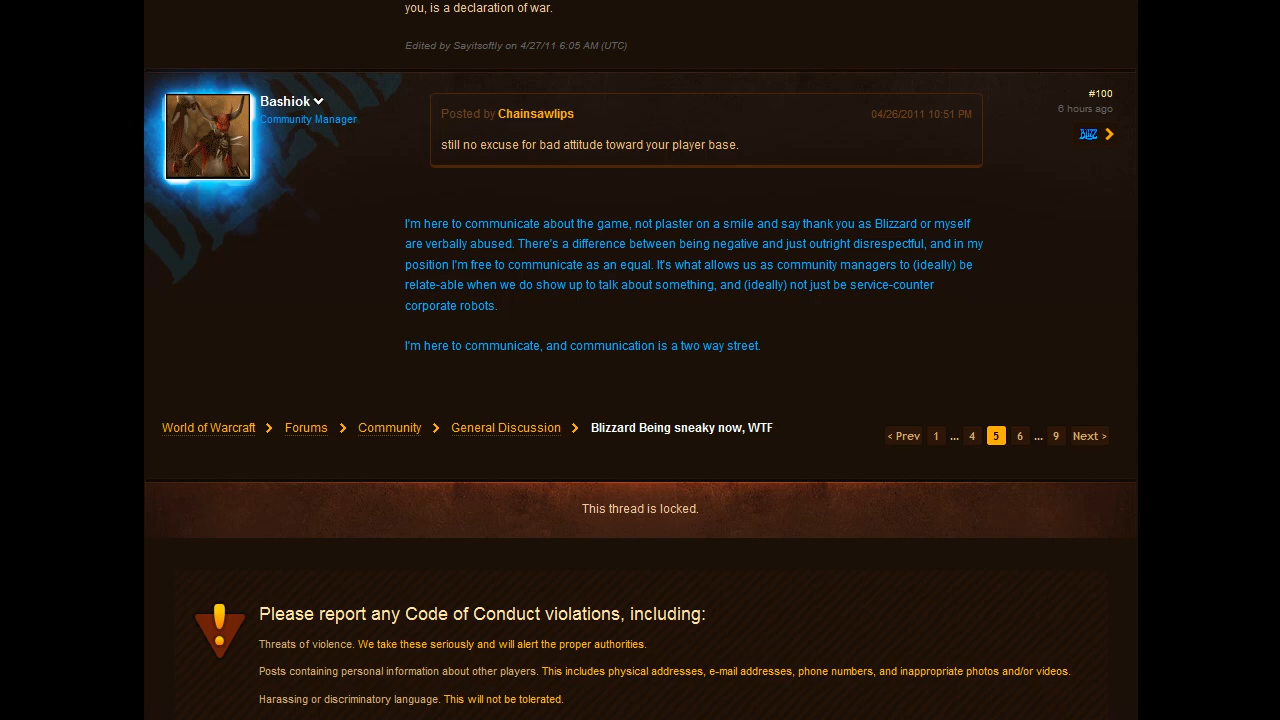 you, is a declaration of war.
Edited by Sayitsoftly on 4/27/11 6:05 AM (UTC)
Bashiok
Community Manager
Posted by Chainsawlips
04/26/2011 10:51 PM
still no excuse for bad attitude toward your player base.
#100
6 hours ago
BLIZZ
I'm here to communicate about the game, not plaster on a smile and say thank you as Blizzard or myself
are verbally abused. There's a difference between being negative and just outright disrespectful, and in my
position I'm free to communicate as an equal. It's what allows us as community managers to (ideally) be
relate-able when we do show up to talk about something, and (ideally) not just be service-counter
corporate robots.
I'm here to communicate, and communication is a two way street.
World of Warcraft > Forums > Community > General Discussion > Blizzard Being sneaky now, WTF
< Prev 1 ... 4 5 6 ... 9 Next >
This thread is locked.
Please report any Code of Conduct violations, including:
Threats of violence. We take these seriously and will alert the proper authorities.
Posts containing personal information about other players. This includes physical addresses, e-mail addresses, phone numbers, and inappropriate photos and/or videos.
Harassing or discriminatory language. This will not be tolerated.